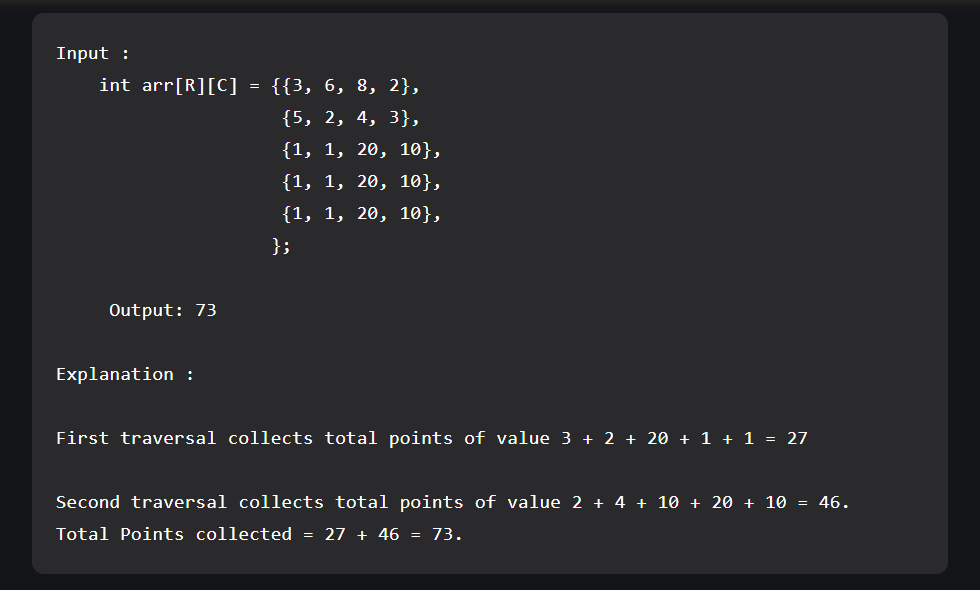 Input :
int arr[R][C] = {{3, 6, 8, 2},
{5, 2, 4, 3},
{1, 1, 20, 10},
{1, 1, 20, 10},
{1, 1, 20, 10},
};
Output: 73
Explanation :
First traversal collects total points of value 3 + 2 + 20 + 1 + 1 = 27
Second traversal collects total points of value 2 + 4 + 10 + 20 + 10 = 46.
Total Points collected = 27 + 46 = 73.